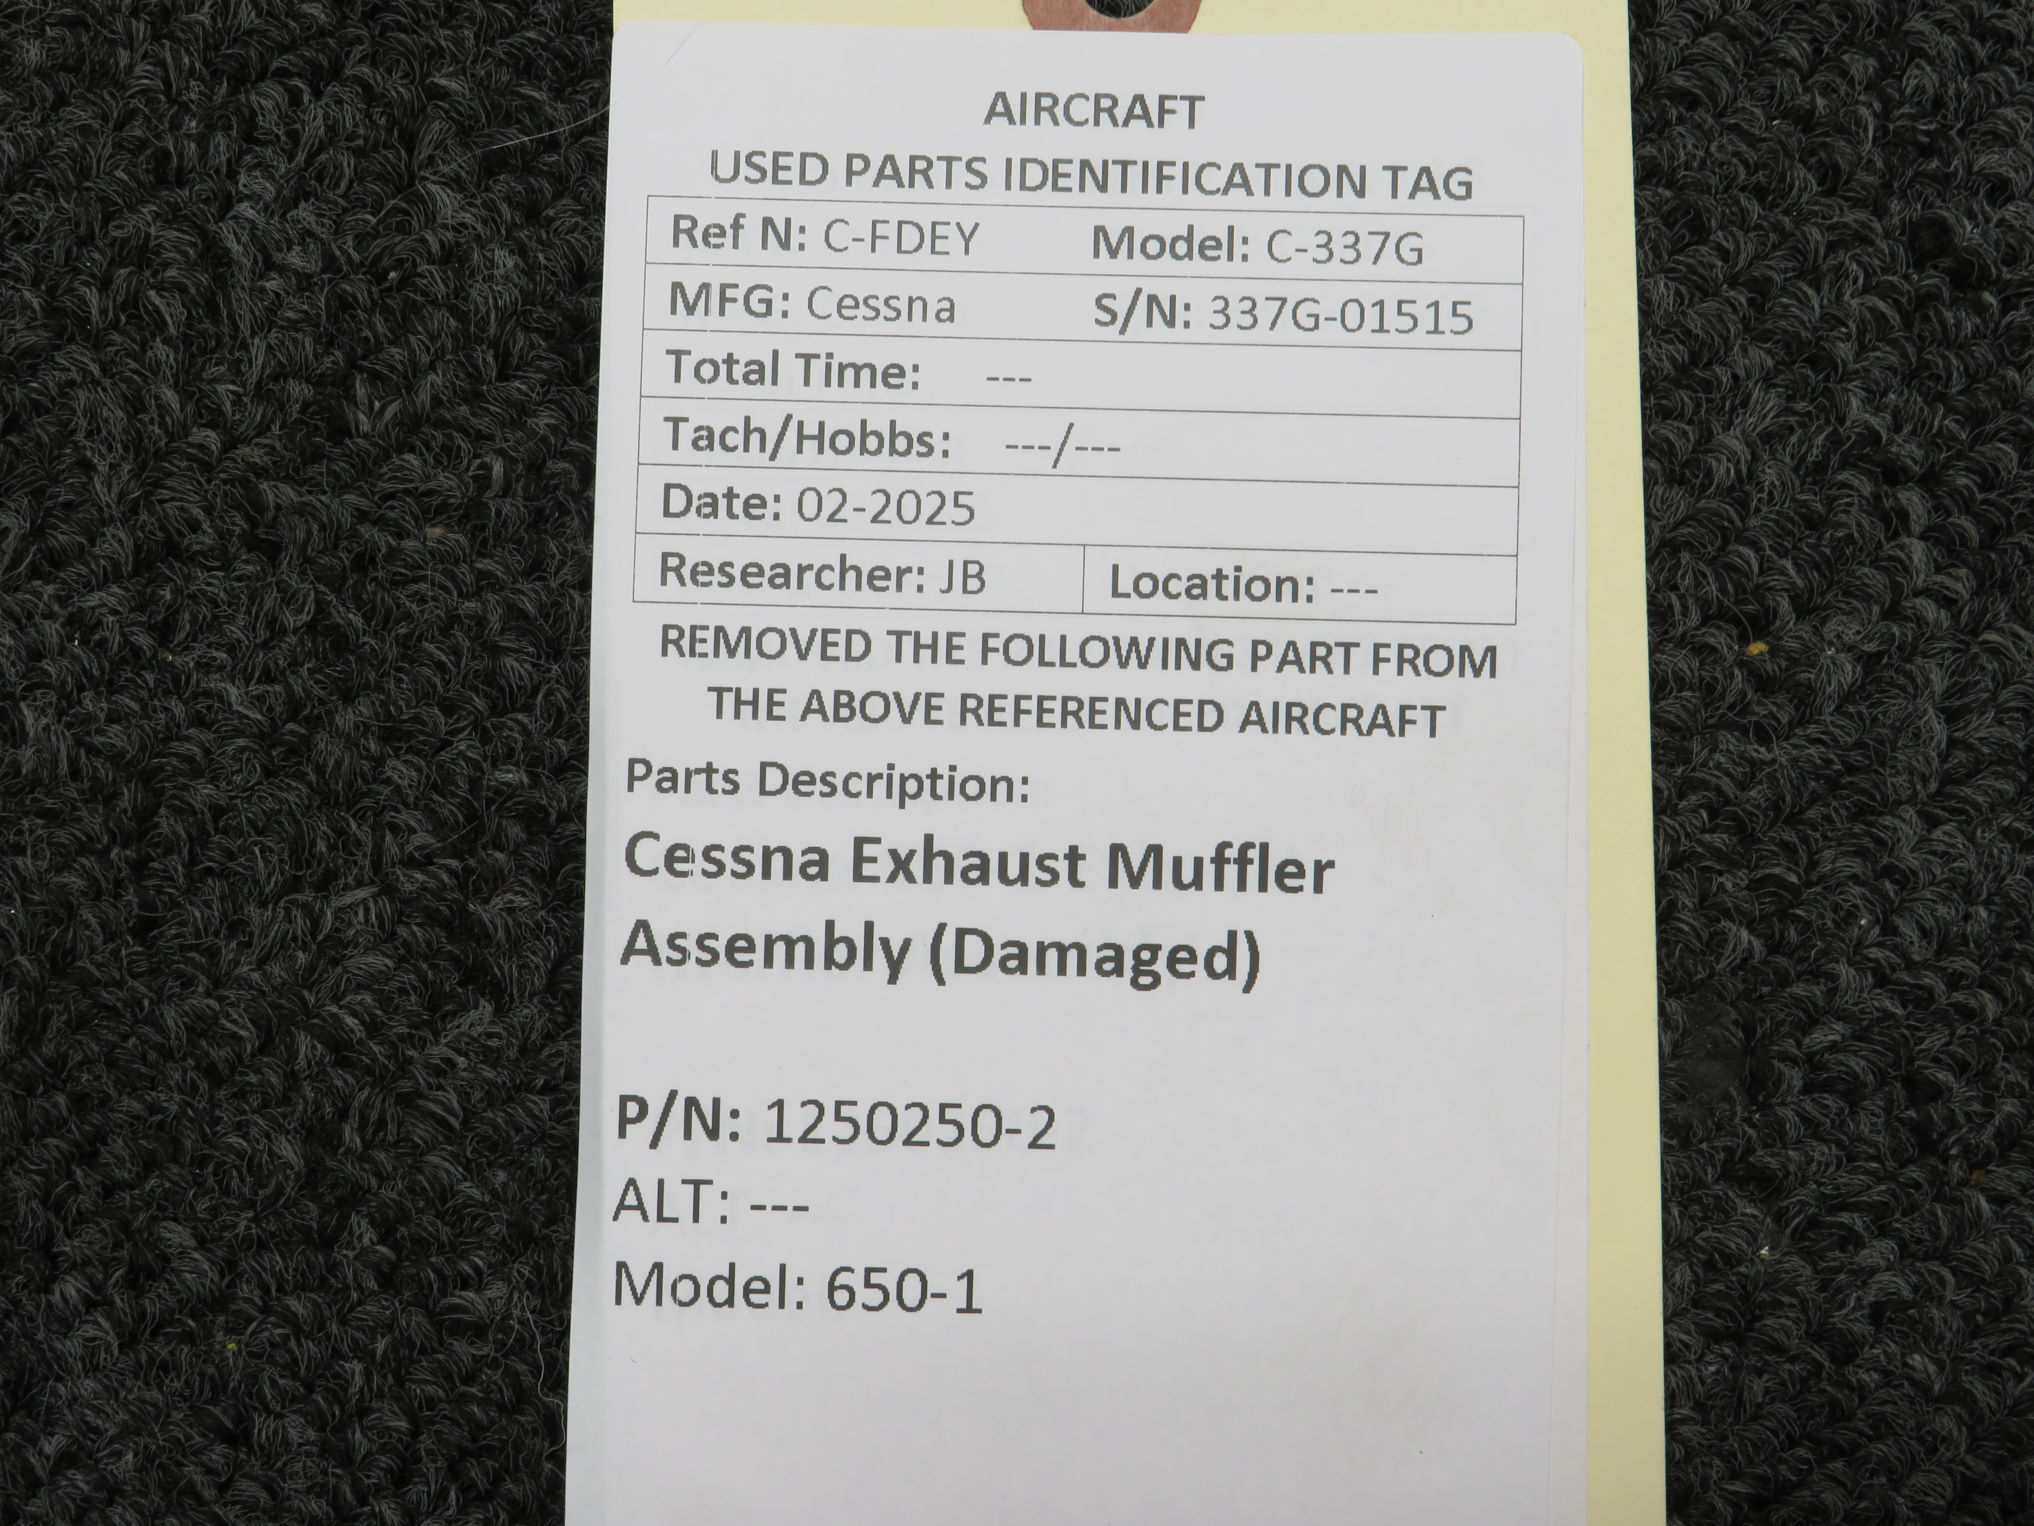 AIRCRAFT
USED PARTS IDENTIFICATION TAG
Ref N: C-FDEY Model: C-337G
MFG: Cessna S/N: 337G-01515
Total Time: ---
Tach/Hobbs: ---/---
Date: 02-2025
Researcher: JB Location: ---
REMOVED THE FOLLOWING PART FROM
THE ABOVE REFERENCED AIRCRAFT
Parts Description:
Cessna Exhaust Muffler
Assembly (Damaged)
P/N: 1250250-2
ALT: ---
Model: 650-1